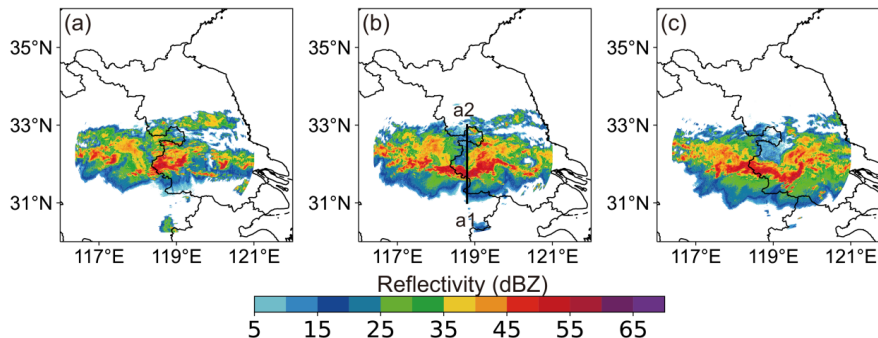 (a) (b) (c)
35°N 35°N 35°N
a2
33°N 33°N 33°N
31°N 31°N 31°N
a1
117°E 119°E 121°E 117°E 119°E 121°E 117°E 119°E 121°E
Reflectivity (dBZ)
5 15 25 35 45 55 65